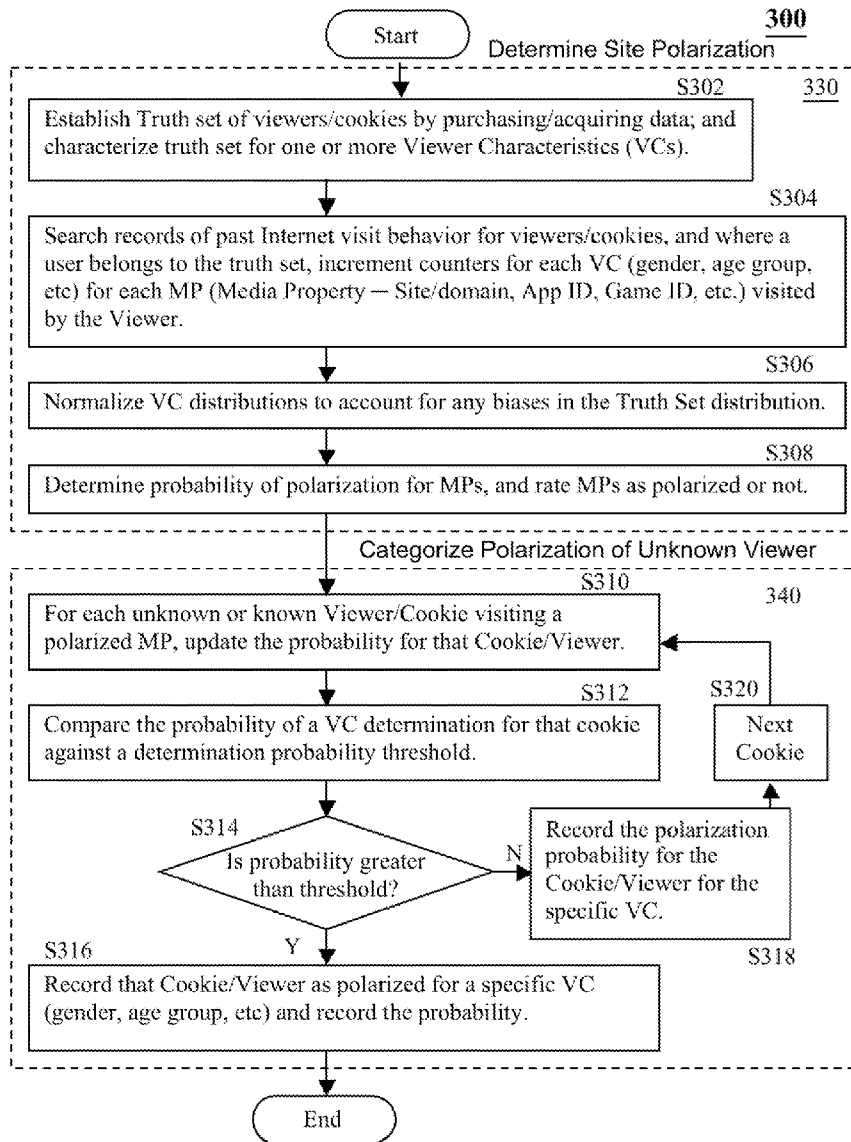 300
Start
Determine Site Polarization
S302
330
Establish Truth set of viewers/cookies by purchasing/acquiring data; and
characterize truth set for one or more Viewer Characteristics (VCs).
S304
Search records of past Internet visit behavior for viewers/cookies, and where a
user belongs to the truth set, increment counters for each VC (gender, age group,
etc) for each MP (Media Property — Site/domain, App ID, Game ID, etc.) visited
by the Viewer.
S306
Normalize VC distributions to account for any biases in the Truth Set distribution.
S308
Determine probability of polarization for MPs, and rate MPs as polarized or not.
Categorize Polarization of Unknown Viewer
S310
340
For each unknown or known Viewer/Cookie visiting a
polarized MP, update the probability for that Cookie/Viewer.
S312
Compare the probability of a VC determination for that cookie
against a determination probability threshold.
S320
Next
Cookie
S314
Is probability greater
than threshold?
N
Record the polarization
probability for the
Cookie/Viewer for the
specific VC.
S318
Y
S316
Record that Cookie/Viewer as polarized for a specific VC
(gender, age group, etc) and record the probability.
End